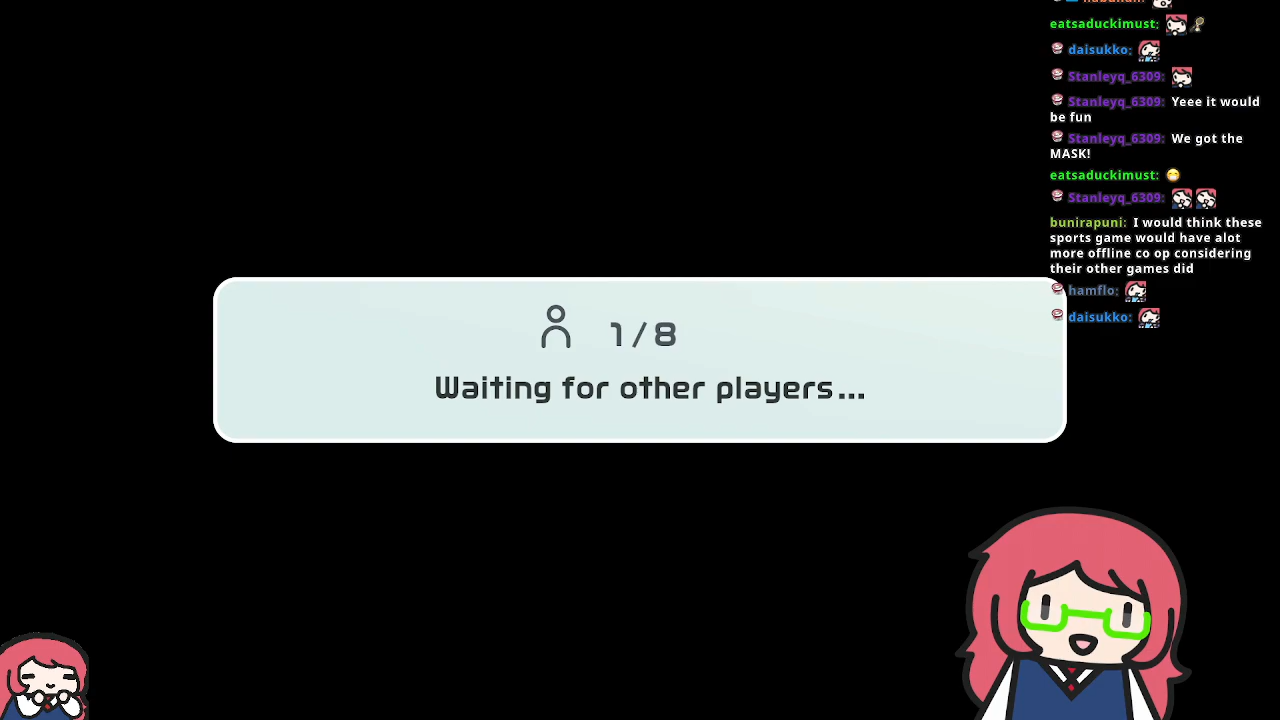 eatsaduckimust:
daisukko:
Stanleyq_6309:
Stanleyq_6309: Yeee it would
be fun
Stanleyq_6309: We got the
MASK!
eatsaduckimust:
Stanleyq_6309:
bunirapuni: I would think these
sports game would have alot
more offline co op considering
their other games did
hamflo:
daisukko:
1/8
Waiting for other players...